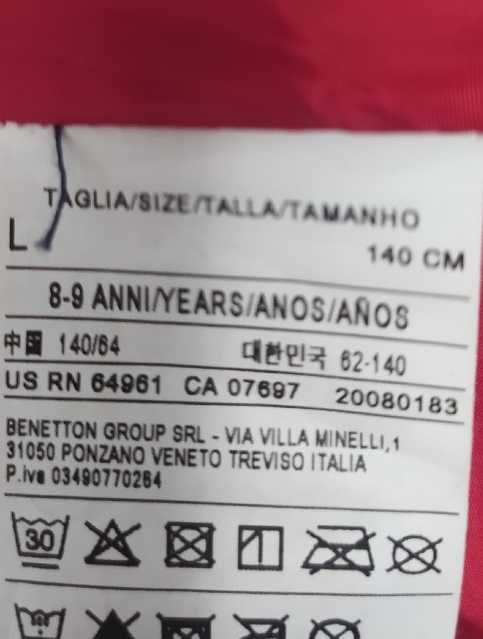 TAGLIA/SIZE/TALLA/TAMANHO
L 140 CM
8-9 ANNI/YEARS/ANOS/AÑOS
中国 140/64 대한민국 62-140
US RN 64961 CA 07697 20080183
BENETTON GROUP SRL - VIA VILLA MINELLI,1
31050 PONZANO VENETO TREVISO ITALIA
P.iva 03490770264
30